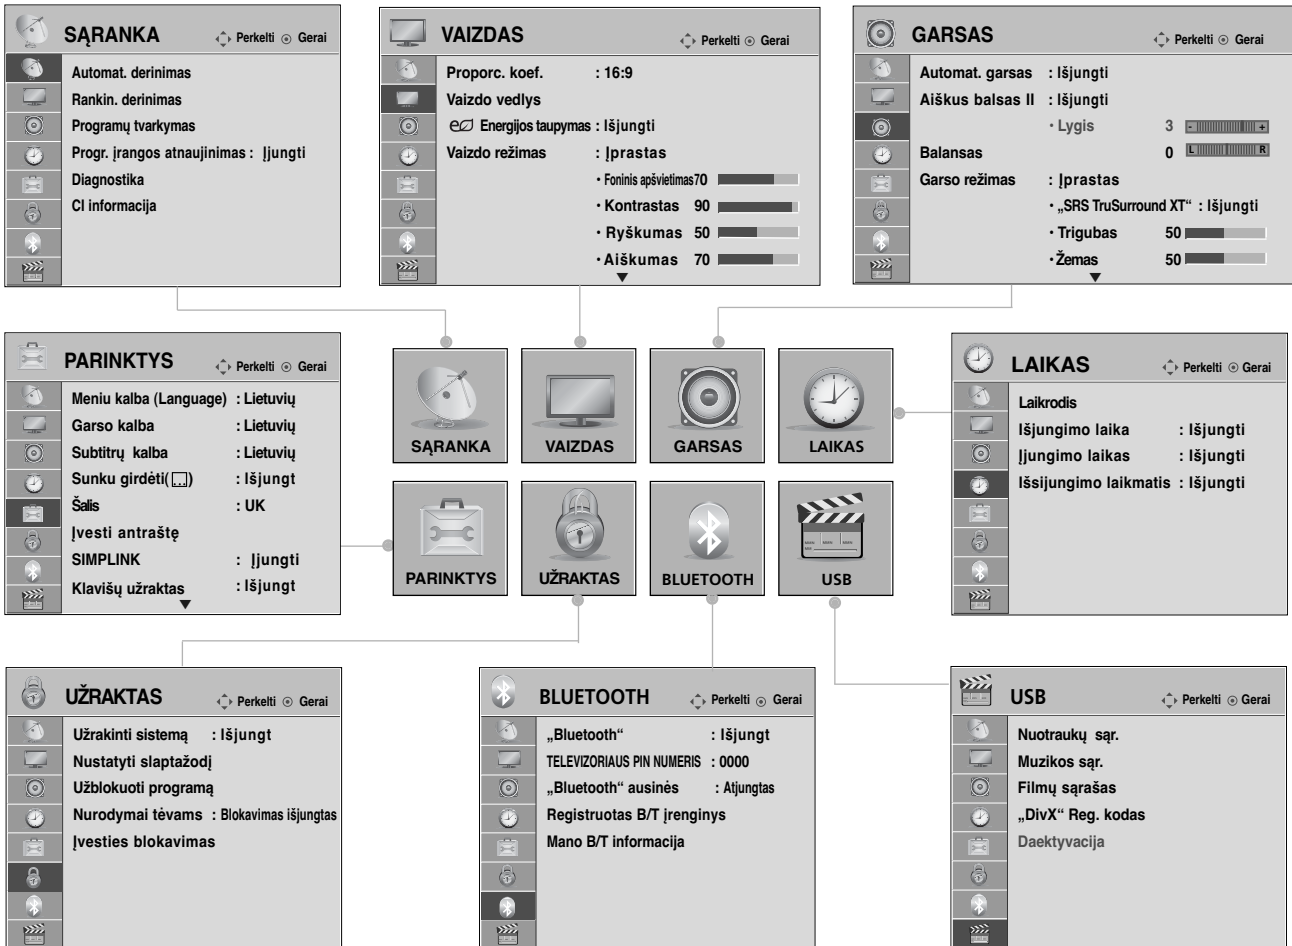 SĄRANKA
Perkelti Gerai
Automat. derinimas
Rankin. derinimas
Programų tvarkymas
Progr. įrangos atnaujinimas : Įjungti
Diagnostika
CI informacija
VAIZDAS
Perkelti Gerai
Proporc. koef. : 16:9
Vaizdo vedlys
Energijos taupymas : Išjungti
Vaizdo režimas : Įprastas
• Foninis apšvietimas70
• Kontrastas 90
• Ryškumas 50
• Aiškumas 70
GARSAS
Perkelti Gerai
Automat. garsas : Išjungti
Aiškus balsas II : Išjungti
• Lygis 3 - +
Balansas 0 L R
Garso režimas : Įprastas
• „SRS TruSurround XT“ : Išjungti
• Trigubas 50
• Žemas 50
PARINKTYS
Perkelti Gerai
Meniu kalba (Language) : Lietuvių
Garso kalba : Lietuvių
Subtitrų kalba : Lietuvių
Sunku girdėti( ) : Išjungt
Šalis : UK
Įvesti antraštę
SIMPLINK : Įjungti
Klavišų užraktas : Išjungt
SĄRANKA
VAIZDAS
GARSAS
LAIKAS
PARINKTYS
UŽRAKTAS
BLUETOOTH
USB
LAIKAS
Perkelti Gerai
Laikrodis
Išjungimo laika : Išjungti
Įjungimo laikas : Išjungti
Išsijungimo laikmatis : Išjungti
UŽRAKTAS
Perkelti Gerai
Užrakinti sistemą : Išjungt
Nustatyti slaptažodį
Užblokuoti programą
Nurodymai tėvams : Blokavimas išjungtas
Įvesties blokavimas
BLUETOOTH
Perkelti Gerai
„Bluetooth“ : Išjungt
TELEVIZORIAUS PIN NUMERIS : 0000
„Bluetooth“ ausinės : Atjungtas
Registruotas B/T įrenginys
Mano B/T informacija
USB
Perkelti Gerai
Nuotraukų sąr.
Muzikos sąr.
Filmų sąrašas
„DivX“ Reg. kodas
Daektyvacija